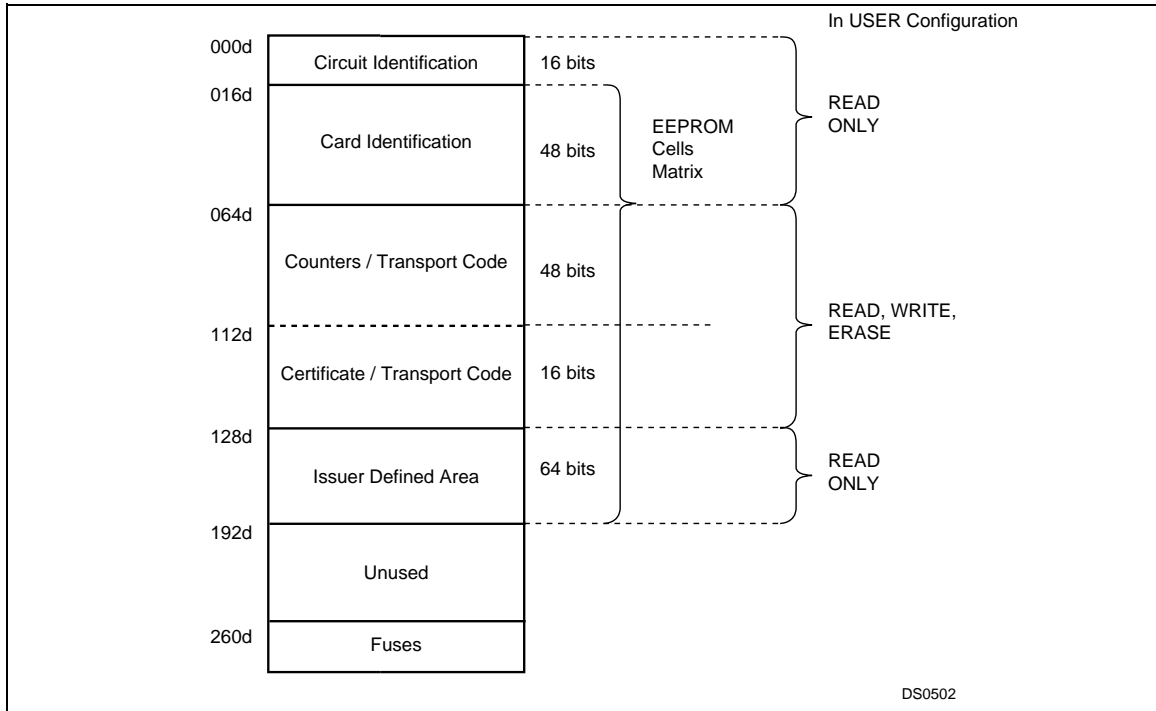 In USER Configuration
000d
Circuit Identification
16 bits
016d
Card Identification
48 bits
EEPROM
Cells
Matrix
READ
ONLY
064d
Counters / Transport Code
48 bits
READ, WRITE,
ERASE
112d
Certificate / Transport Code
16 bits
128d
Issuer Defined Area
64 bits
READ
ONLY
192d
Unused
260d
Fuses
DS0502